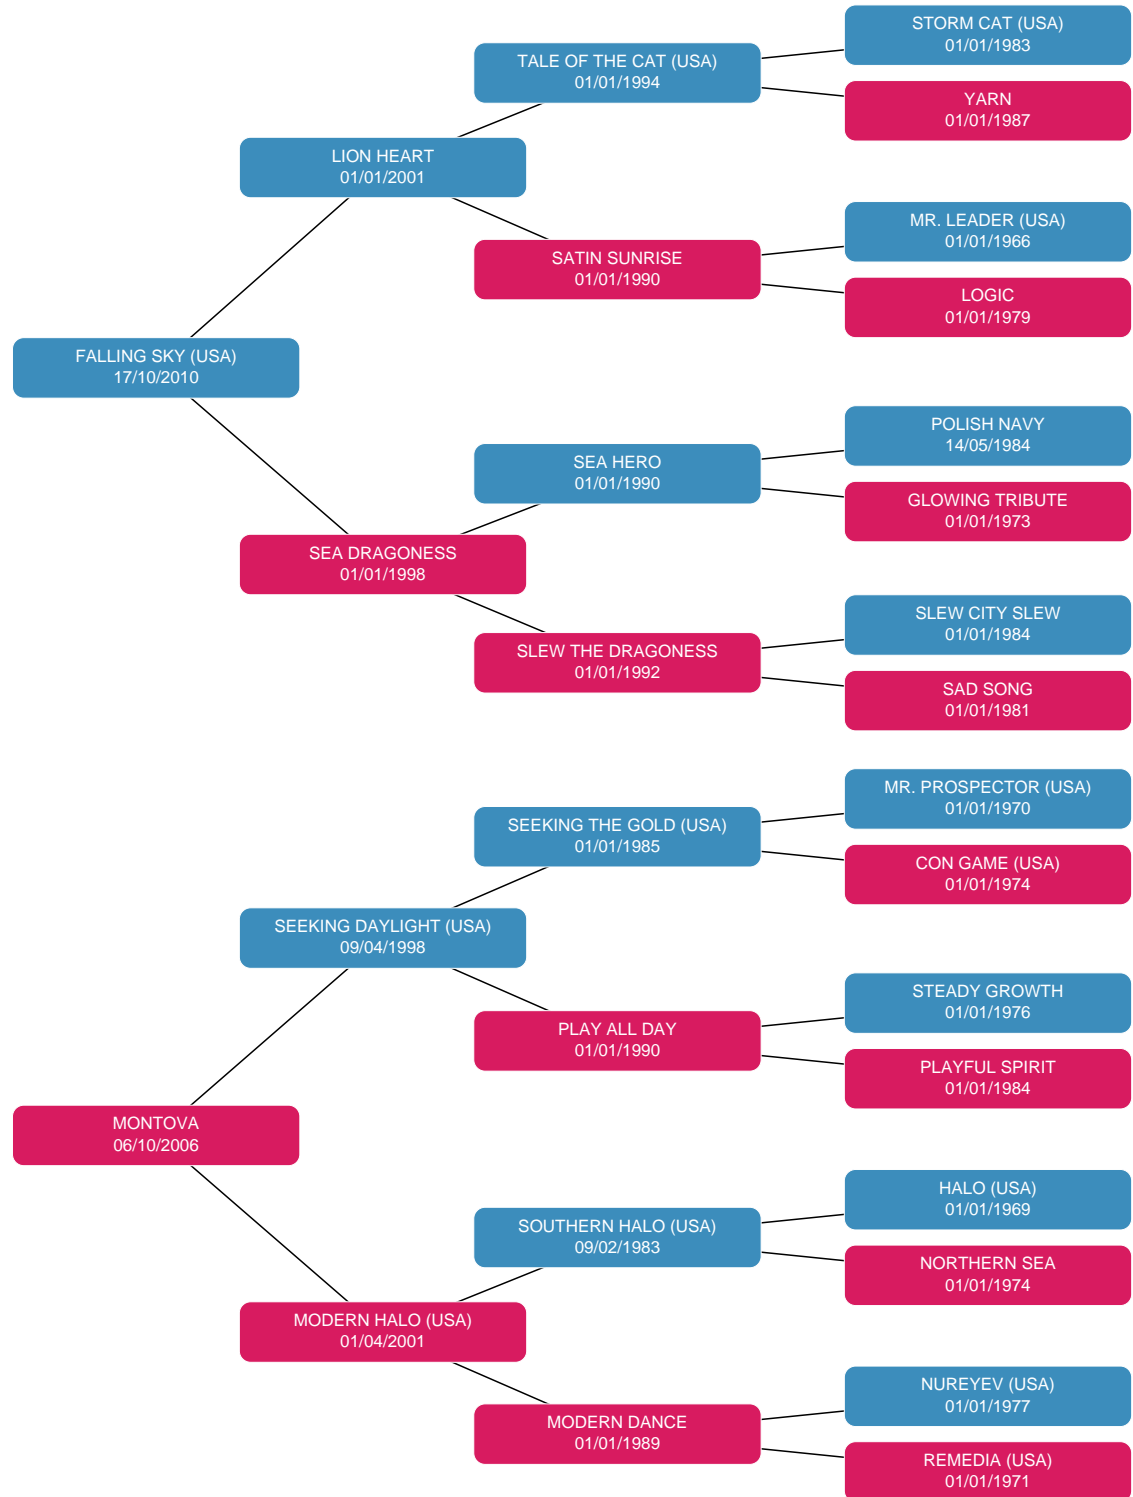 STORM CAT (USA)
01/01/1983
TALE OF THE CAT (USA)
01/01/1994
YARN
01/01/1987
LION HEART
01/01/2001
MR. LEADER (USA)
01/01/1966
SATIN SUNRISE
01/01/1990
LOGIC
01/01/1979
FALLING SKY (USA)
17/10/2010
POLISH NAVY
14/05/1984
SEA HERO
01/01/1990
GLOWING TRIBUTE
01/01/1973
SEA DRAGONESS
01/01/1998
SLEW CITY SLEW
01/01/1984
SLEW THE DRAGONESS
01/01/1992
SAD SONG
01/01/1981
MR. PROSPECTOR (USA)
01/01/1970
SEEKING THE GOLD (USA)
01/01/1985
CON GAME (USA)
01/01/1974
SEEKING DAYLIGHT (USA)
09/04/1998
STEADY GROWTH
01/01/1976
PLAY ALL DAY
01/01/1990
PLAYFUL SPIRIT
01/01/1984
MONTOVA
06/10/2006
HALO (USA)
01/01/1969
SOUTHERN HALO (USA)
09/02/1983
NORTHERN SEA
01/01/1974
MODERN HALO (USA)
01/04/2001
NUREYEV (USA)
01/01/1977
MODERN DANCE
01/01/1989
REMEDIA (USA)
01/01/1971